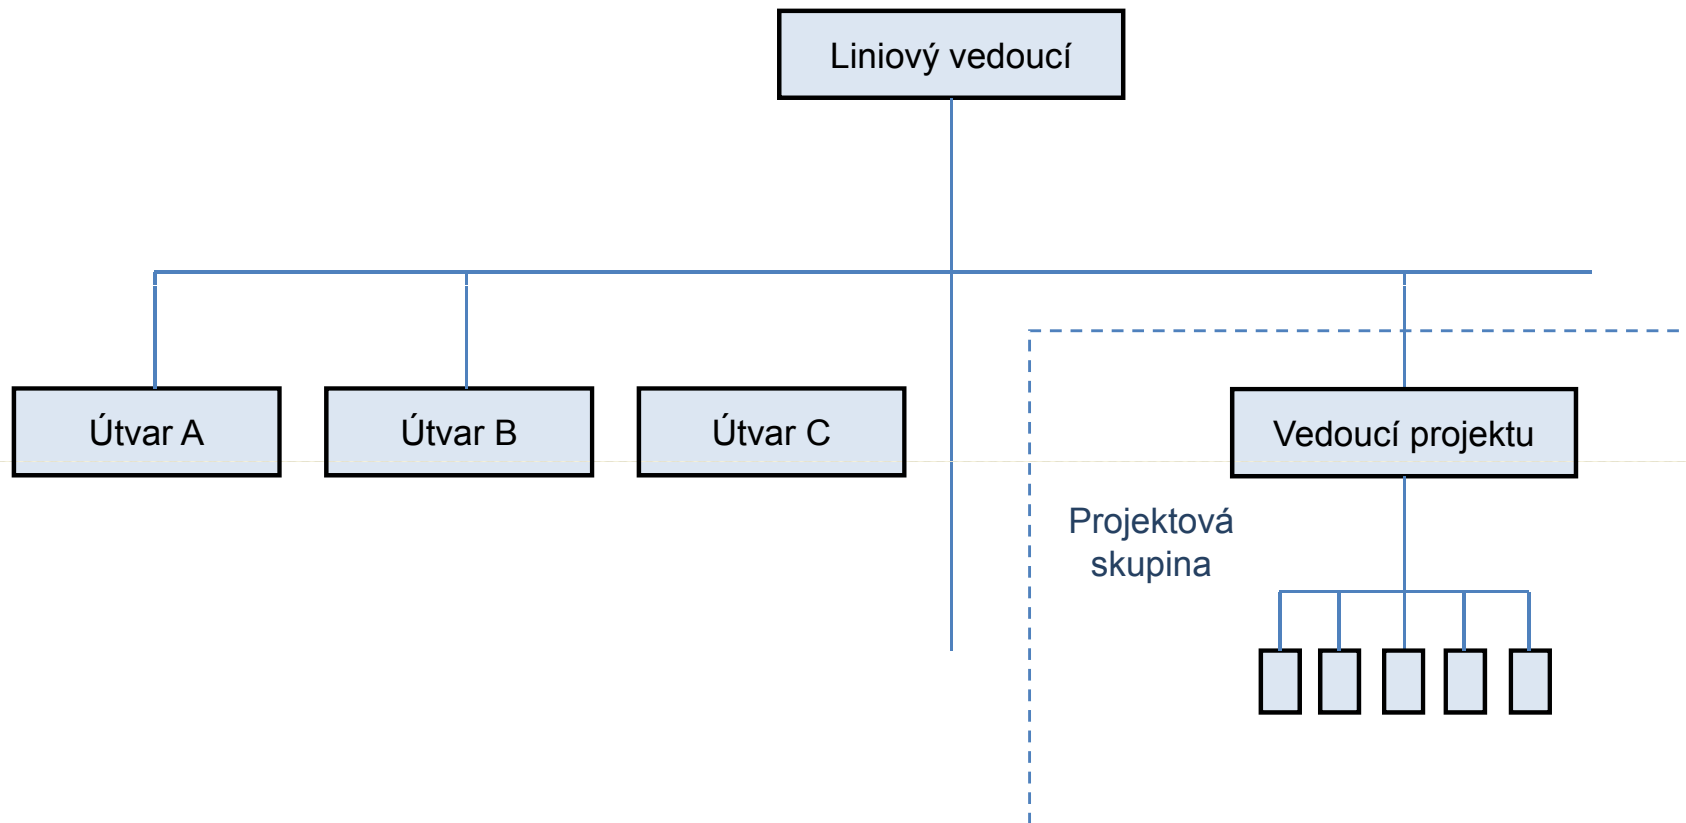 Liniový vedoucí
Útvar A
Útvar B
Útvar C
Vedoucí projektu
Projektová
skupina